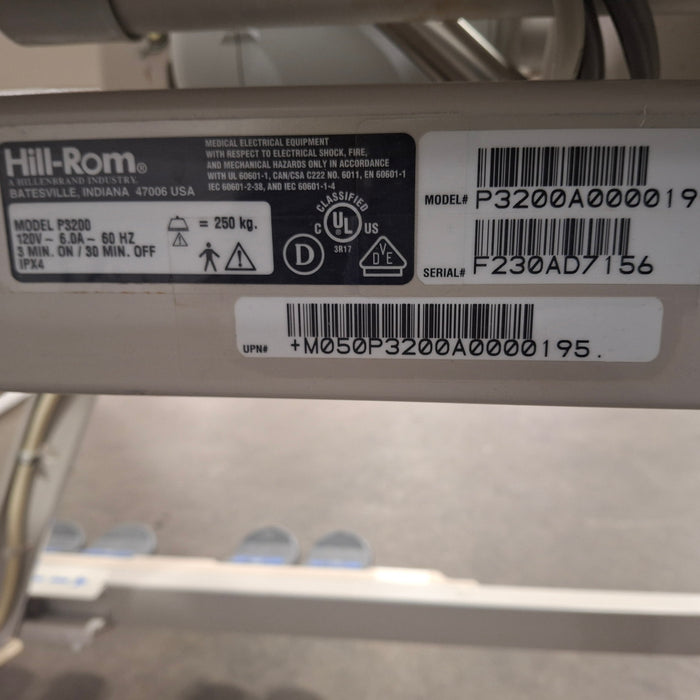 Hill-Rom®
A HILLENBRAND INDUSTRY
BATESVILLE, INDIANA 47006 USA
MEDICAL ELECTRICAL EQUIPMENT
WITH RESPECT TO ELECTRICAL SHOCK, FIRE,
AND MECHANICAL HAZARDS ONLY IN ACCORDANCE
WITH UL 60601-1, CAN/CSA C222 NO. 6011, EN 60601-1
IEC 60601-2-38, AND IEC 60601-1-4
MODEL P3200
120V~ 6.0A~ 60 HZ
3 MIN. ON / 30 MIN. OFF
IPX4
= 250 kg.
CLASSIFIED
C UL US
®
3R17
D
DVE
MODEL# P3200A000019
SERIAL# F230AD7156
UPN# +M050P3200A0000195.